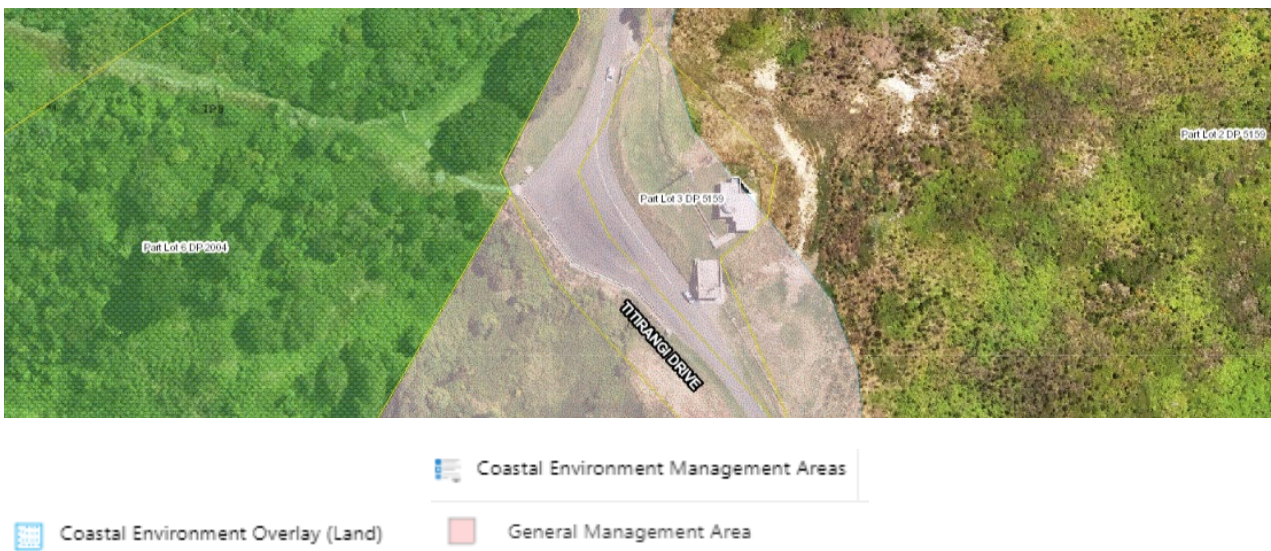 Part Lot 2 DP 5159
Part Lot 3 DP 5159
Part Lot 6 DP 2004
TITIRANGI DRIVE
Coastal Environment Management Areas
Coastal Environment Overlay (Land)
General Management Area